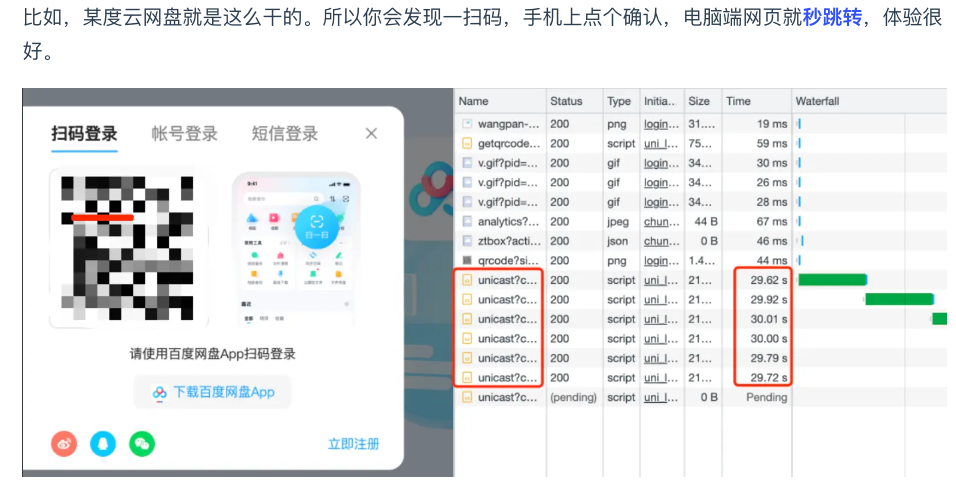 比如，某度云网盘就是这么干的。所以你会发现一扫码，手机上点个确认，电脑端网页就秒跳转，体验很
好。
扫码登录 帐号登录 短信登录
9:41
扫一扫
请使用百度网盘App扫码登录
下载百度网盘App
立即注册
Name Status Type Initia... Size Time Waterfall
wangpan-... 200 png login... 31.... 19 ms
getqrcode... 200 script uni_l... 75... 59 ms
v.gif?pid=... 200 gif login... 34... 30 ms
v.gif?pid=... 200 gif login... 34... 26 ms
v.gif?pid=... 200 gif login... 34... 28 ms
analytics?... 200 jpeg chun... 44 B 67 ms
ztbox?acti... 200 json chun... 0 B 46 ms
qrcode?si... 200 png login... 1.4... 44 ms
unicast?c... 200 script uni_l... 21... 29.62 s
unicast?c... 200 script uni_l... 21... 29.92 s
unicast?c... 200 script uni_l... 21... 30.01 s
unicast?c... 200 script uni_l... 21... 30.00 s
unicast?c... 200 script uni_l... 21... 29.79 s
unicast?c... 200 script uni_l... 21... 29.72 s
unicast?c... (pending) script uni_l... 0 B Pending